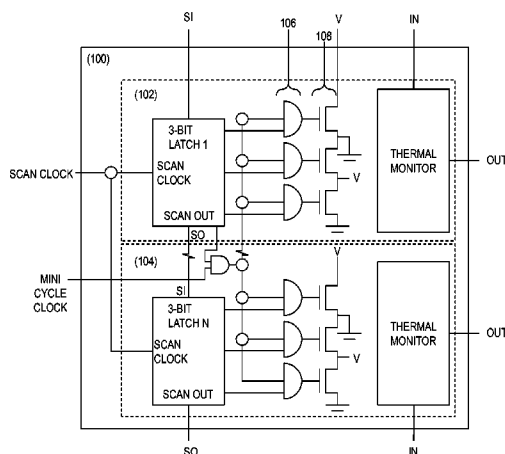 SI
106
108
V
IN
(100)
(102)
3-BIT
LATCH 1
SCAN
CLOCK
SCAN OUT
SCAN CLOCK
V
THERMAL
MONITOR
OUT
SO
(104)
MINI
CYCLE
CLOCK
SI
3-BIT
LATCH N
SCAN
CLOCK
SCAN OUT
V
V
THERMAL
MONITOR
OUT
SO
IN